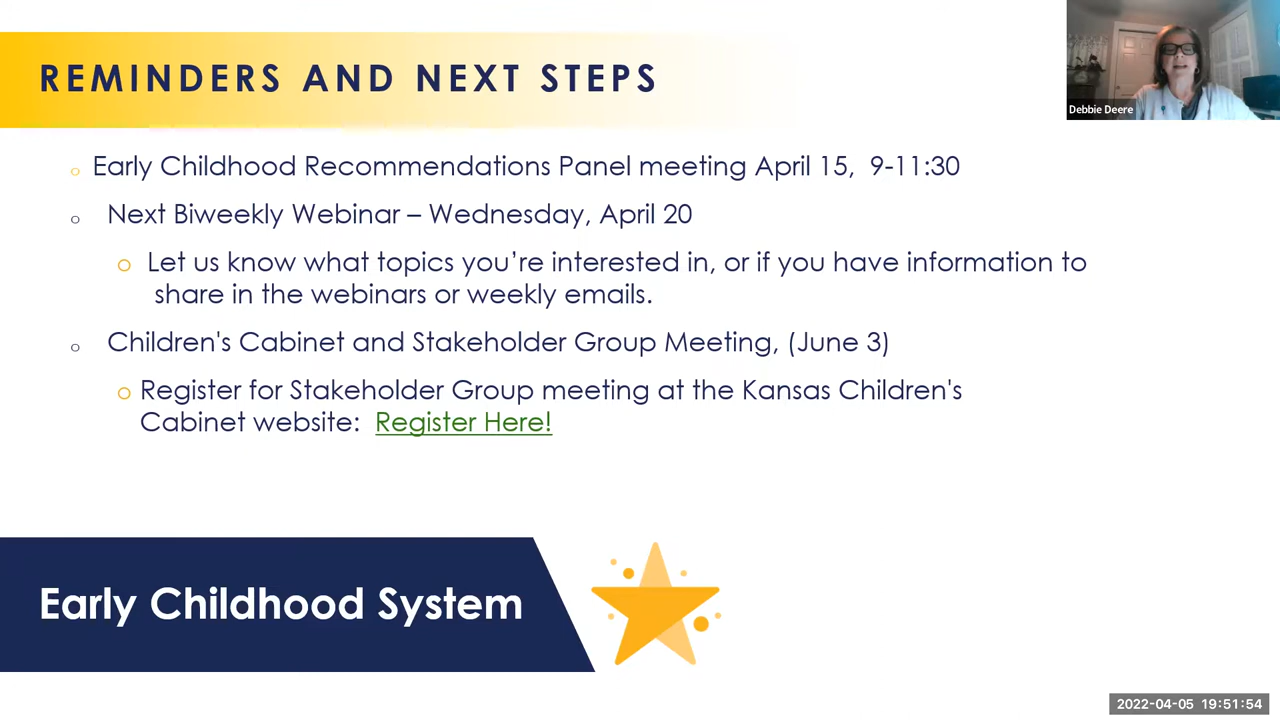 REMINDERS AND NEXT STEPS
Debbie Deere
Early Childhood Recommendations Panel meeting April 15,  9-11:30
Next Biweekly Webinar – Wednesday, April 20
Let us know what topics you’re interested in, or if you have information to
share in the webinars or weekly emails.
Children's Cabinet and Stakeholder Group Meeting, (June 3)
Register for Stakeholder Group meeting at the Kansas Children's
Cabinet website:  Register Here!
Early Childhood System
2022-04-05  19:51:54